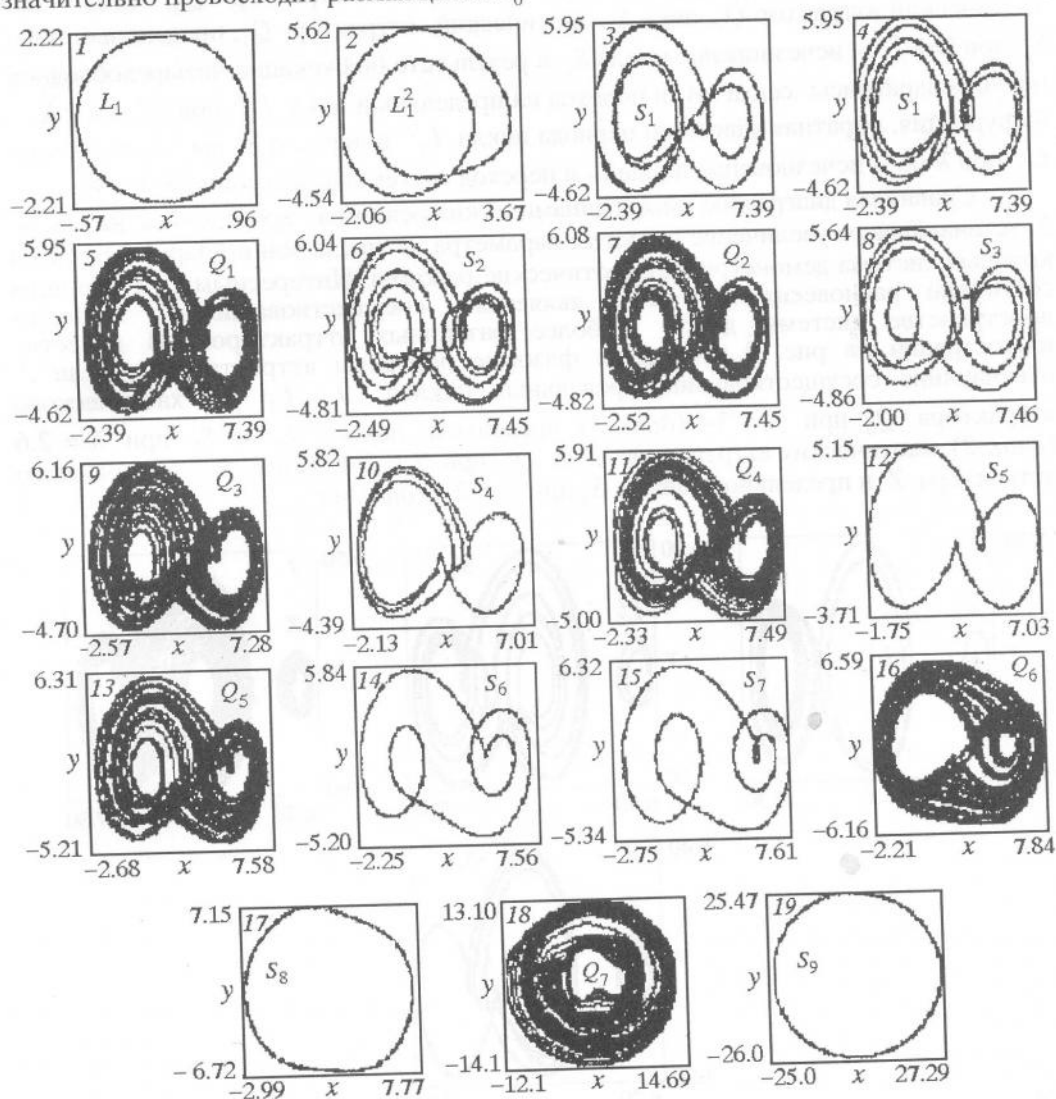 значительно превосходит
2.22 1 5.62 2 5.95 3 5.95 4
y L₁ L₁² y S₁ y S₁
−2.21 −4.54 −4.62 −4.62
−.57 x .96 −2.06 x 3.67 −2.39 x 7.39 −2.39 x 7.39
5.95 5 Q₁ 6.04 6 S₂ 6.08 7 Q₂ 5.64 8 S₃
y y y y
−4.62 −4.81 −4.82 −4.86
−2.39 x 7.39 −2.49 x 7.45 −2.52 x 7.45 −2.00 x 7.46
6.16 9 Q₃ 5.82 10 S₄ 5.91 11 Q₄ 5.15 12 S₅
y y y y
−4.70 −4.39 −5.00 −3.71
−2.57 x 7.28 −2.13 x 7.01 −2.33 x 7.49 −1.75 x 7.03
6.31 13 Q₅ 5.84 14 S₆ 6.32 15 S₇ 6.59 16 Q₆
y y y y
−5.21 −5.20 −5.34 −6.16
−2.68 x 7.58 −2.25 x 7.56 −2.75 x 7.61 −2.21 x 7.84
7.15 17 13.10 18 25.47 19
y S₈ y Q₇ y S₉
−6.72 −14.1 −26.0
−2.99 x 7.77 −12.1 x 14.69 −25.0 x 27.29